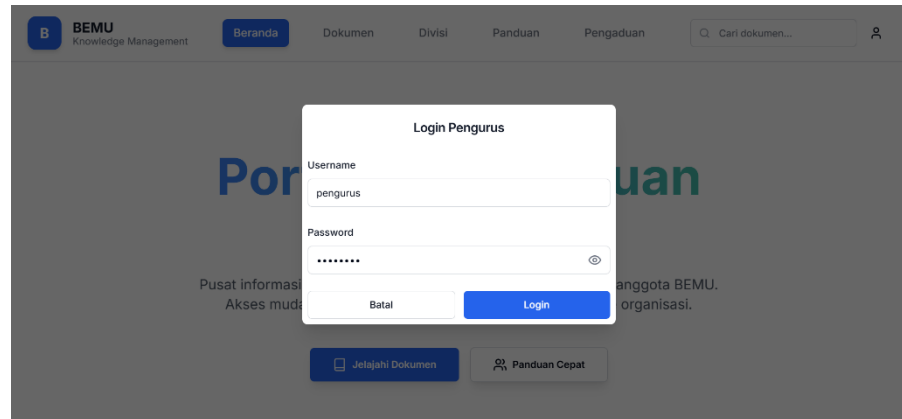 B
BEMU
Knowledge Management
Beranda
Dokumen
Divisi
Panduan
Pengaduan
Cari dokumen...
Login Pengurus
Username
pengurus
Password
••••••••
Batal
Login
Por uan
Pusat informasi anggota BEMU.
Akses muda organisasi.
Jelajahi Dokumen
Panduan Cepat